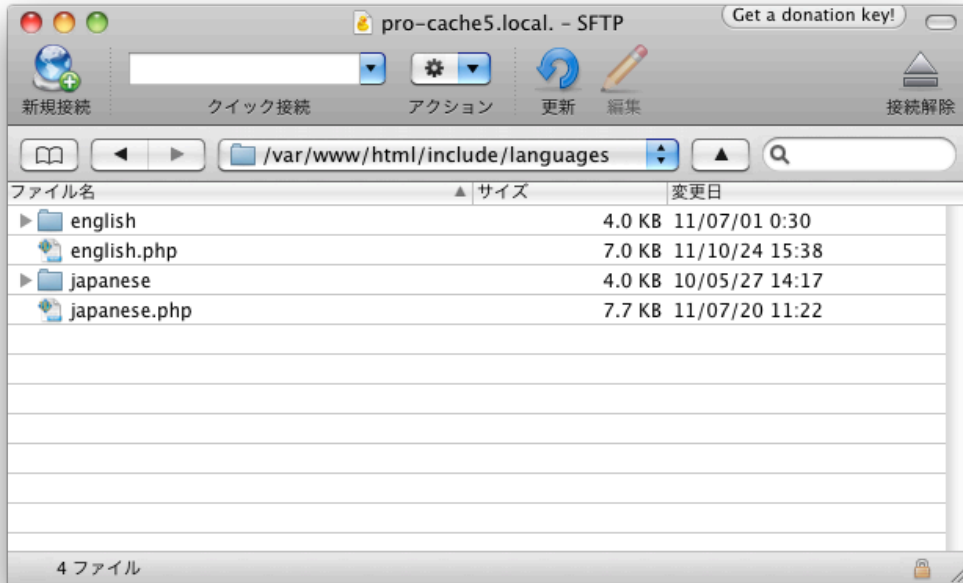 pro-cache5.local. – SFTP
Get a donation key!
新規接続 クイック接続 アクション 更新 編集 接続解除
/var/www/html/include/languages
ファイル名 サイズ 変更日
english 4.0 KB 11/07/01 0:30
english.php 7.0 KB 11/10/24 15:38
japanese 4.0 KB 10/05/27 14:17
japanese.php 7.7 KB 11/07/20 11:22
4 ファイル